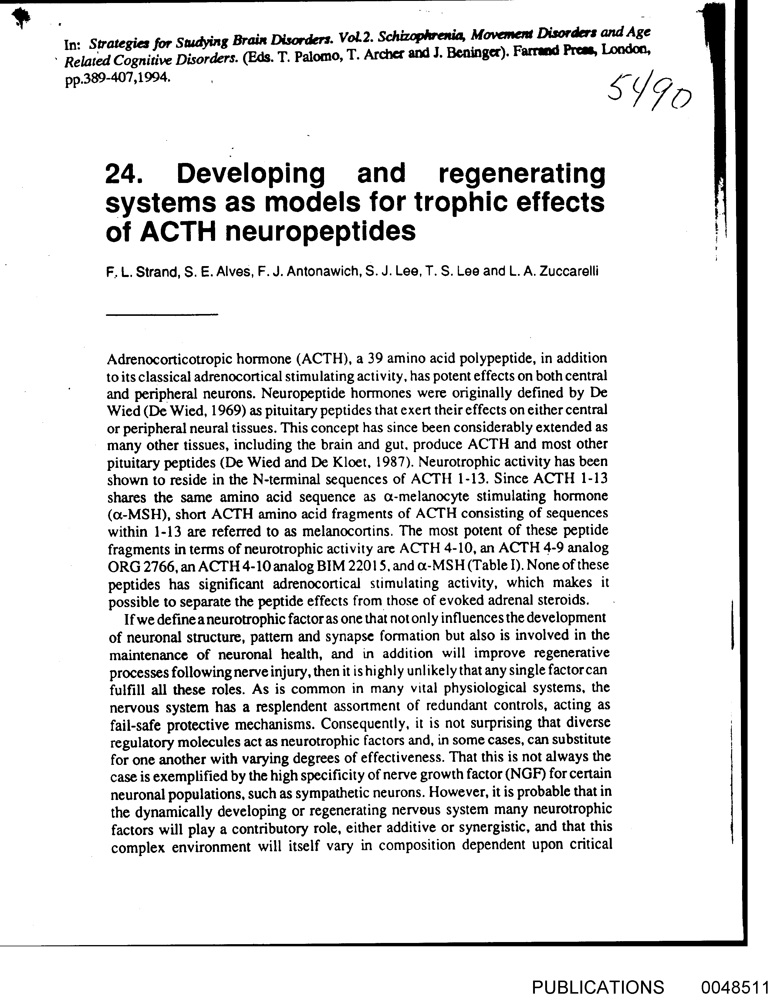 In: Strategies for Studying Brain Disorders. Vol.2. Schizophrenia, Movement Disorders and Age
Related Cognitive Disorders. (Eds. T. Palomo, T. Archer and J. Beninger). Farrand Press, London,
pp.389-407,1994.
5490
24. Developing and regenerating
systems as models for trophic effects
of ACTH neuropeptides
F. L. Strand, S. E. Alves, F. J. Antonawich, S. J. Lee, T. S. Lee and L. A. Zuccarelli
Adrenocorticotropic hormone (ACTH), a 39 amino acid polypeptide, in addition
to its classical adrenocortical stimulating activity, has potent effects on both central
and peripheral neurons. Neuropeptide hormones were originally defined by De
Wied (De Wied, 1969) as pituitary peptides that exert their effects on either central
or peripheral neural tissues. This concept has since been considerably extended as
many other tissues, including the brain and gut, produce ACTH and most other
pituitary peptides (De Wied and De Kloet, 1987). Neurotrophic activity has been
shown to reside in the N-terminal sequences of ACTH 1-13. Since ACTH 1-13
shares the same amino acid sequence as α-melanocyte stimulating hormone
(α-MSH), short ACTH amino acid fragments of ACTH consisting of sequences
within 1-13 are referred to as melanocortins. The most potent of these peptide
fragments in terms of neurotrophic activity are ACTH 4-10, an ACTH 4-9 analog
ORG 2766, an ACTH 4-10 analog BIM 22015, and α-MSH (Table I). None of these
peptides has significant adrenocortical stimulating activity, which makes it
possible to separate the peptide effects from those of evoked adrenal steroids.
If we define a neurotrophic factor as one that not only influences the development
of neuronal structure, pattern and synapse formation but also is involved in the
maintenance of neuronal health, and in addition will improve regenerative
processes following nerve injury, then it is highly unlikely that any single factor can
fulfill all these roles. As is common in many vital physiological systems, the
nervous system has a resplendent assortment of redundant controls, acting as
fail-safe protective mechanisms. Consequently, it is not surprising that diverse
regulatory molecules act as neurotrophic factors and, in some cases, can substitute
for one another with varying degrees of effectiveness. That this is not always the
case is exemplified by the high specificity of nerve growth factor (NGF) for certain
neuronal populations, such as sympathetic neurons. However, it is probable that in
the dynamically developing or regenerating nervous system many neurotrophic
factors will play a contributory role, either additive or synergistic, and that this
complex environment will itself vary in composition dependent upon critical
PUBLICATIONS 0048511